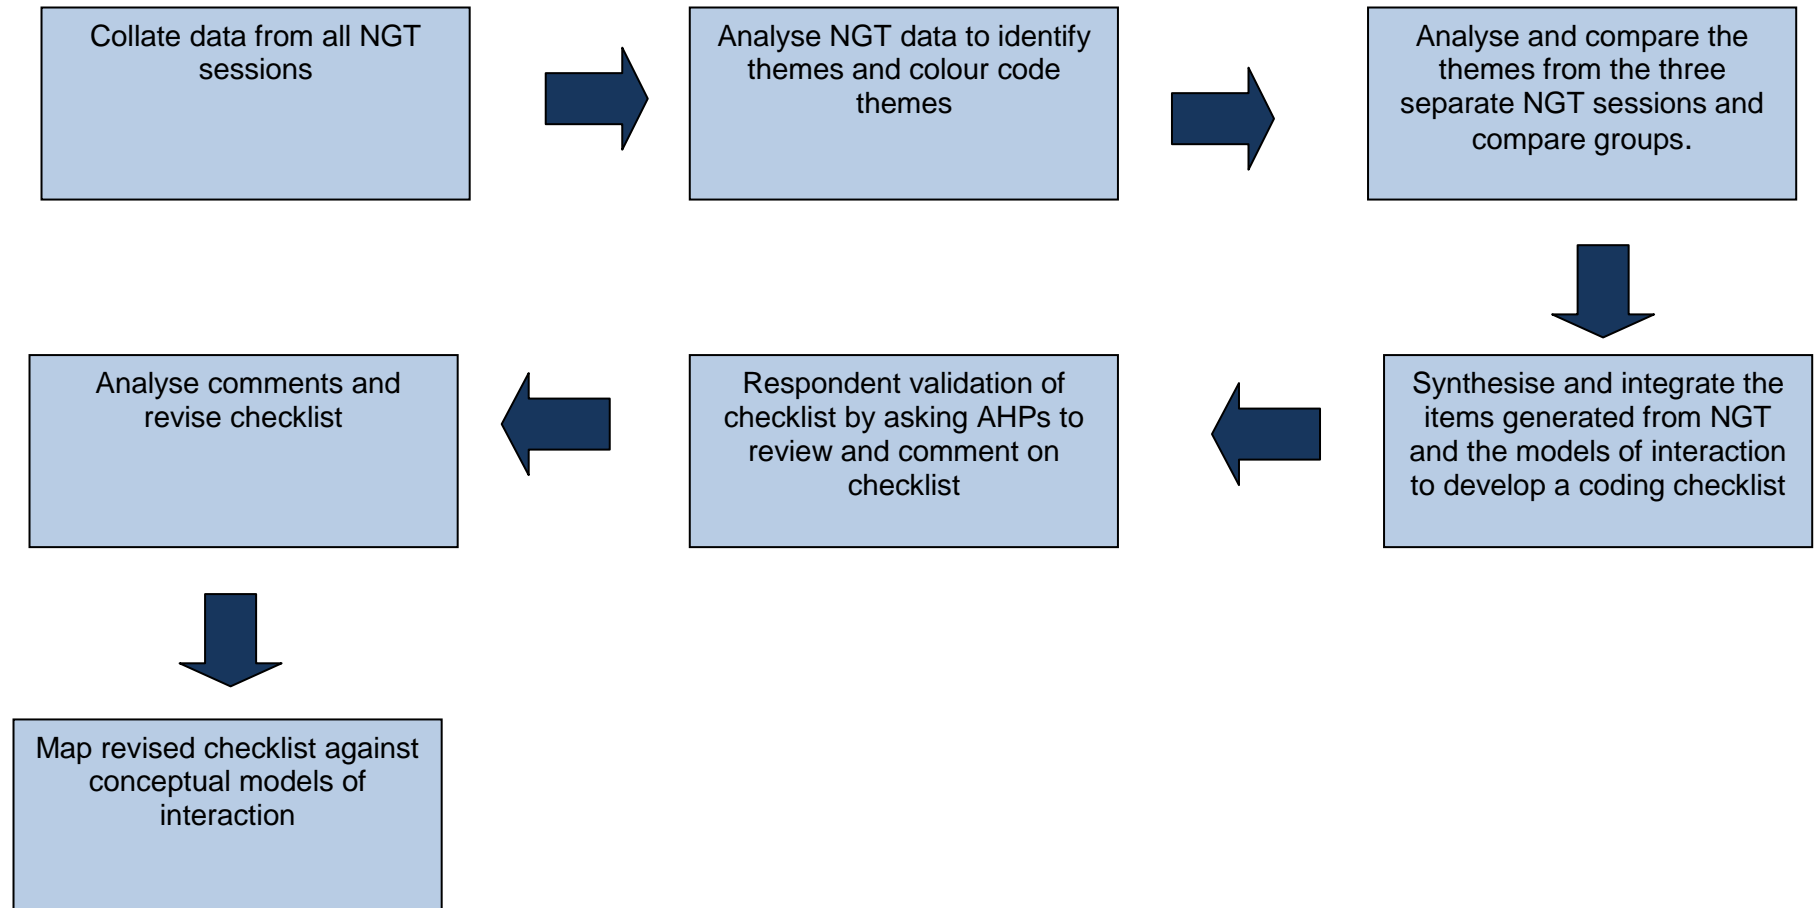 Collate data from all NGT
sessions
Analyse NGT data to identify
themes and colour code
themes
Analyse and compare the
themes from the three
separate NGT sessions and
compare groups.
Synthesise and integrate the
items generated from NGT
and the models of interaction
to develop a coding checklist
Respondent validation of
checklist by asking AHPs to
review and comment on
checklist
Analyse comments and
revise checklist
Map revised checklist against
conceptual models of
interaction